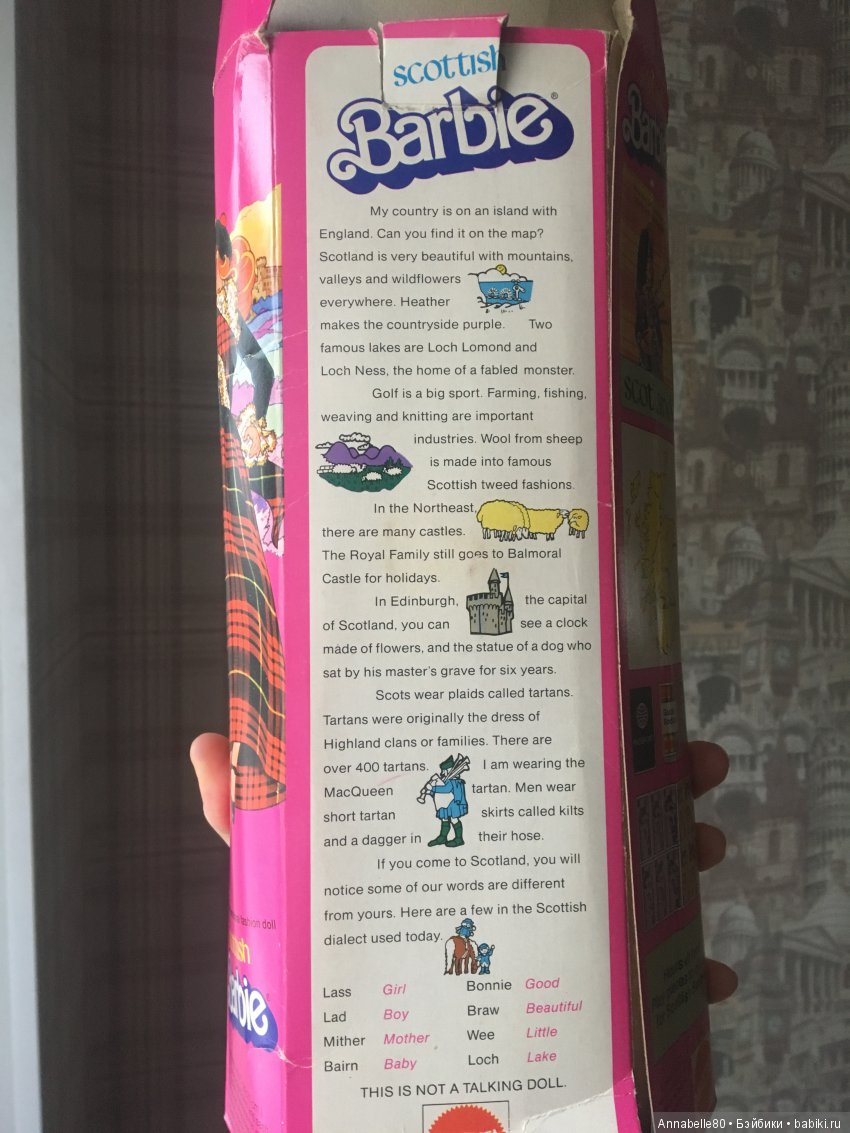 scottish
Barbie®
My country is on an island with
England. Can you find it on the map?
Scotland is very beautiful with mountains,
valleys and wildflowers
everywhere. Heather
makes the countryside purple. Two
famous lakes are Loch Lomond and
Loch Ness, the home of a fabled monster.
Golf is a big sport. Farming, fishing,
weaving and knitting are important
industries. Wool from sheep
is made into famous
Scottish tweed fashions.
In the Northeast,
there are many castles.
The Royal Family still goes to Balmoral
Castle for holidays.
In Edinburgh, the capital
of Scotland, you can see a clock
made of flowers, and the statue of a dog who
sat by his master's grave for six years.
Scots wear plaids called tartans.
Tartans were originally the dress of
Highland clans or families. There are
over 400 tartans. I am wearing the
MacQueen tartan. Men wear
short tartan skirts called kilts
and a dagger in their hose.
If you come to Scotland, you will
notice some of our words are different
from yours. Here are a few in the Scottish
dialect used today.
Lass Girl Bonnie Good
Lad Boy Braw Beautiful
Mither Mother Wee Little
Bairn Baby Loch Lake
THIS IS NOT A TALKING DOLL.
fashion doll
Barbie
Annabelle80 • Бэйбики • babiki.ru